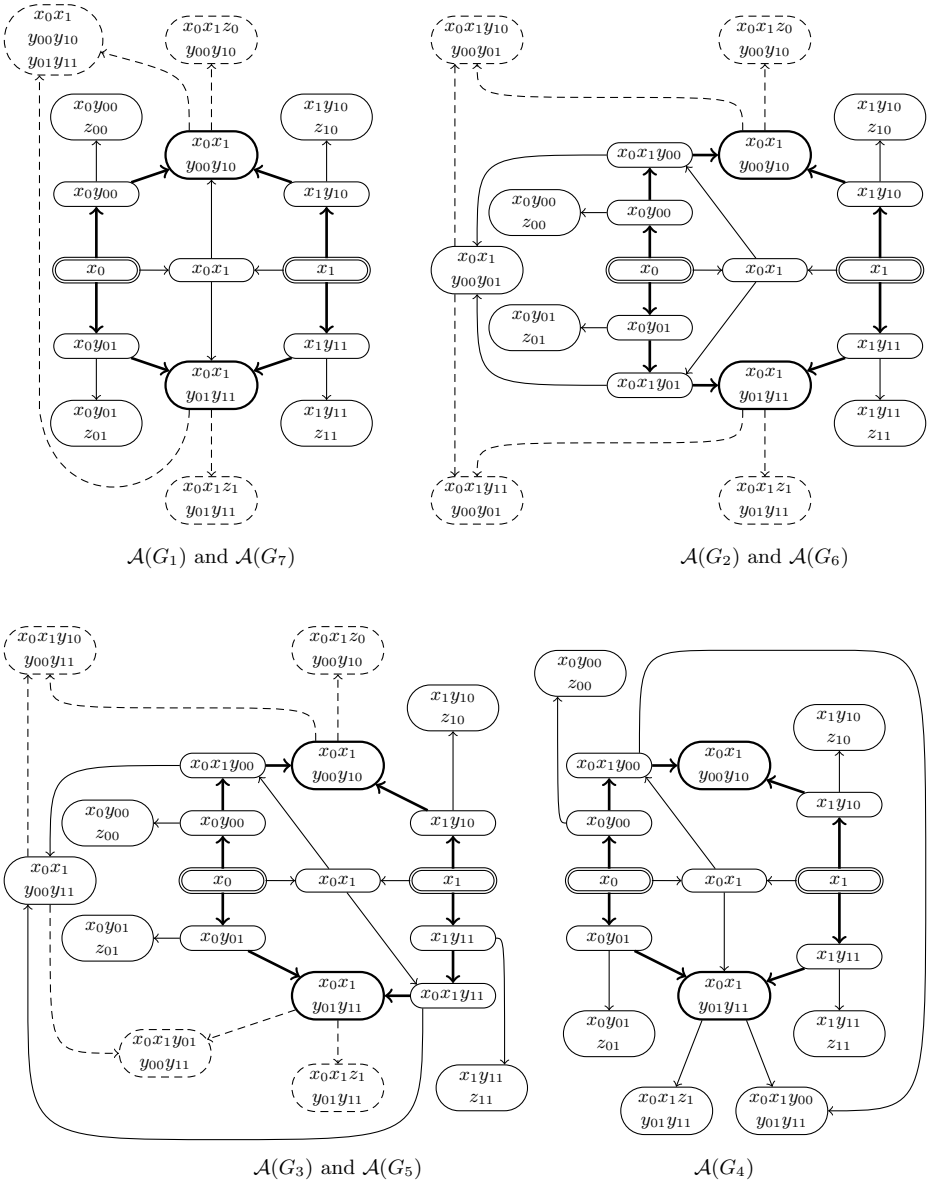 x₀x₁
y₀₀y₁₀
y₀₁y₁₁
x₀x₁z₀
y₀₀y₁₀
x₀y₀₀
z₀₀
x₁y₁₀
z₁₀
x₀x₁
y₀₀y₁₀
x₀y₀₀
x₁y₁₀
x₀
x₀x₁
x₁
x₀y₀₁
x₁y₁₁
x₀x₁
y₀₁y₁₁
x₀y₀₁
z₀₁
x₁y₁₁
z₁₁
x₀x₁z₁
y₀₁y₁₁
𝒜(G₁) and 𝒜(G₇)
x₀x₁y₁₀
y₀₀y₀₁
x₀x₁z₀
y₀₀y₁₀
x₁y₁₀
z₁₀
x₀x₁y₀₀
x₀x₁
y₀₀y₁₀
x₀y₀₀
z₀₀
x₀y₀₀
x₁y₁₀
x₀x₁
y₀₀y₀₁
x₀
x₀x₁
x₁
x₀y₀₁
z₀₁
x₀y₀₁
x₁y₁₁
x₀x₁y₀₁
x₀x₁
y₀₁y₁₁
x₁y₁₁
z₁₁
x₀x₁y₁₁
y₀₀y₀₁
x₀x₁z₁
y₀₁y₁₁
𝒜(G₂) and 𝒜(G₆)
x₀x₁y₁₀
y₀₀y₁₁
x₀x₁z₀
y₀₀y₁₀
x₁y₁₀
z₁₀
x₀x₁y₀₀
x₀x₁
y₀₀y₁₀
x₀y₀₀
z₀₀
x₀y₀₀
x₁y₁₀
x₀x₁
y₀₀y₁₁
x₀
x₀x₁
x₁
x₀y₀₁
z₀₁
x₀y₀₁
x₁y₁₁
x₀x₁
y₀₁y₁₁
x₀x₁y₁₁
x₀x₁y₀₁
y₀₀y₁₁
x₀x₁z₁
y₀₁y₁₁
x₁y₁₁
z₁₁
𝒜(G₃) and 𝒜(G₅)
x₀y₀₀
z₀₀
x₁y₁₀
z₁₀
x₀x₁y₀₀
x₀x₁
y₀₀y₁₀
x₀y₀₀
x₁y₁₀
x₀
x₀x₁
x₁
x₀y₀₁
x₁y₁₁
x₀x₁
y₀₁y₁₁
x₀y₀₁
z₀₁
x₁y₁₁
z₁₁
x₀x₁z₁
y₀₁y₁₁
x₀x₁y₀₀
y₀₁y₁₁
𝒜(G₄)